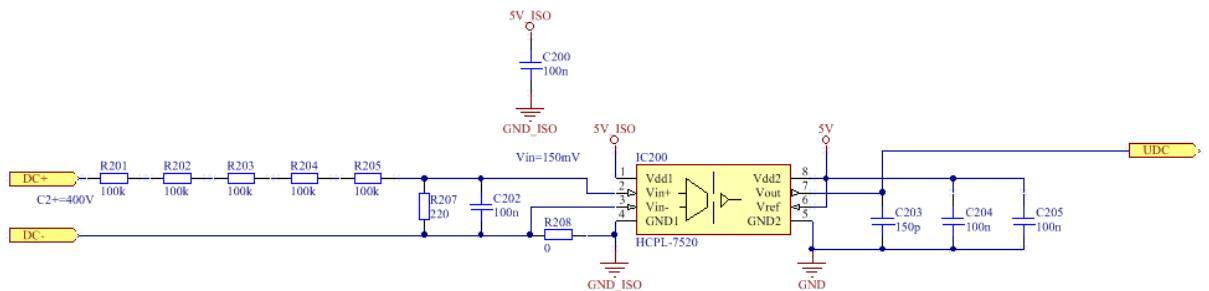 5V_ISO
C200
100n
GND_ISO
5V_ISO
5V
UDC
Vin=150mV
IC200
DC+
R201
R202
R203
R204
R205
100k
100k
100k
100k
100k
C2+=400V
R207
220
C202
100n
DC-
R208
0
1
2
3
4
Vdd1
Vin+
Vin-
GND1
Vdd2
Vout
Vref
GND2
8
7
6
5
HCPL-7520
C203
150p
C204
100n
C205
100n
GND_ISO
GND